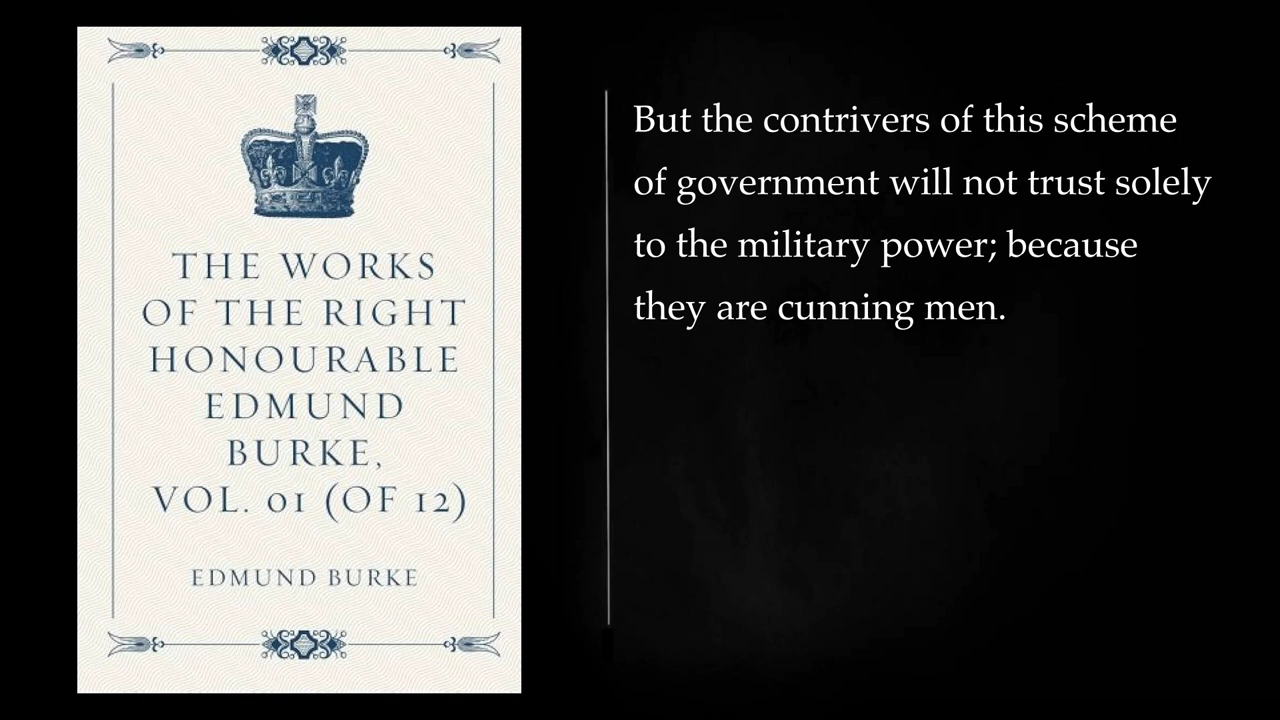 THE WORKS
OF THE RIGHT
HONOURABLE
EDMUND
BURKE,
VOL. 01 (OF 12)
EDMUND BURKE
But the contrivers of this scheme
of government will not trust solely
to the military power; because
they are cunning men.